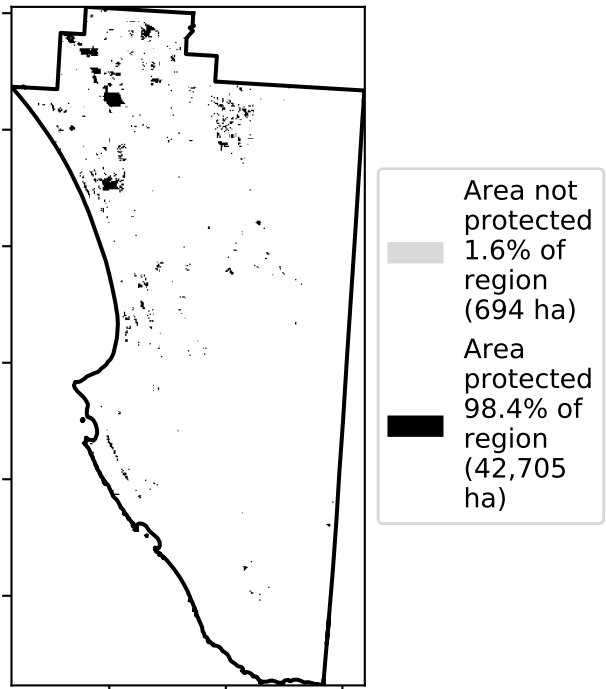 Area not
protected
1.6% of
region
(694 ha)
Area
protected
98.4% of
region
(42,705
ha)